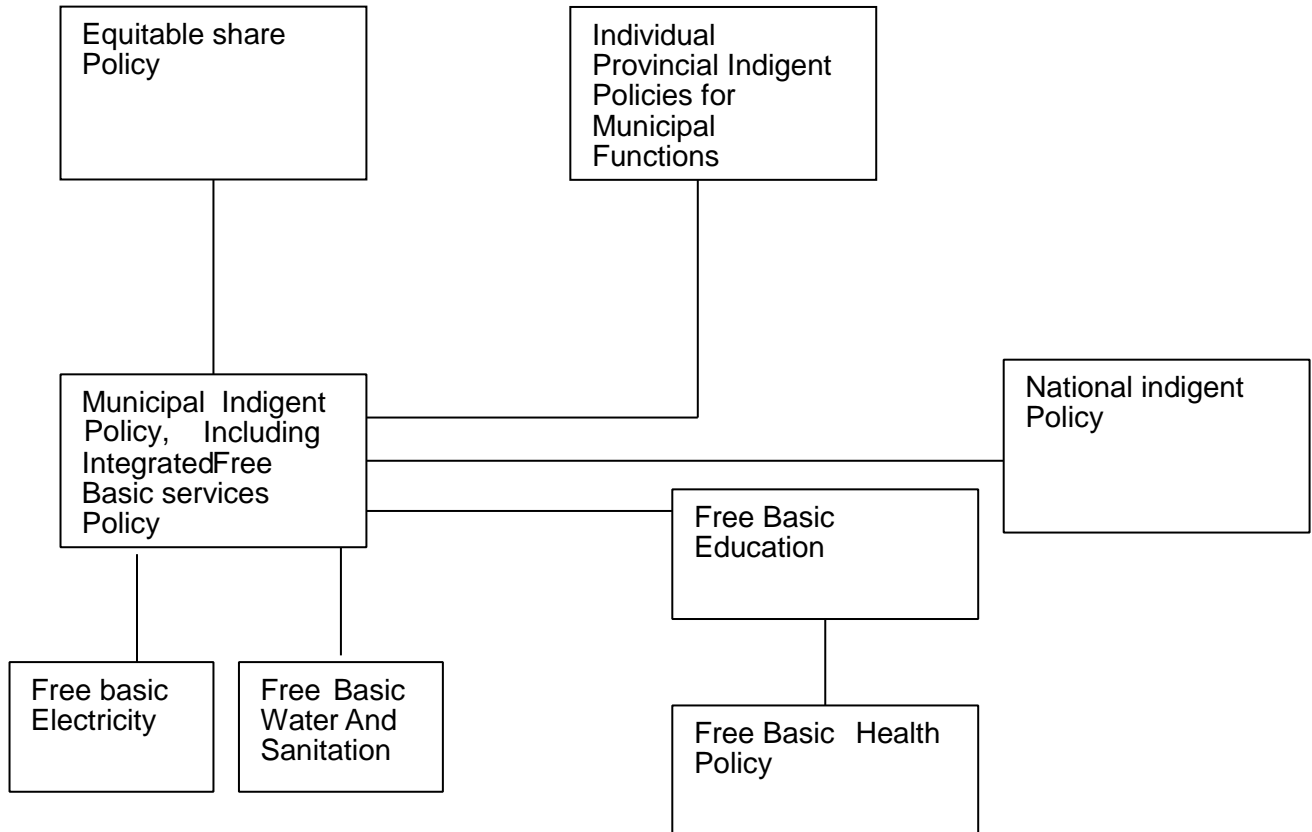 Equitable share
Policy
Individual
Provincial Indigent
Policies for
Municipal
Functions
Municipal Indigent
Policy, Including
IntegratedFree
Basic services
Policy
National indigent
Policy
Free Basic
Education
Free basic
Electricity
Free Basic
Water And
Sanitation
Free Basic Health
Policy